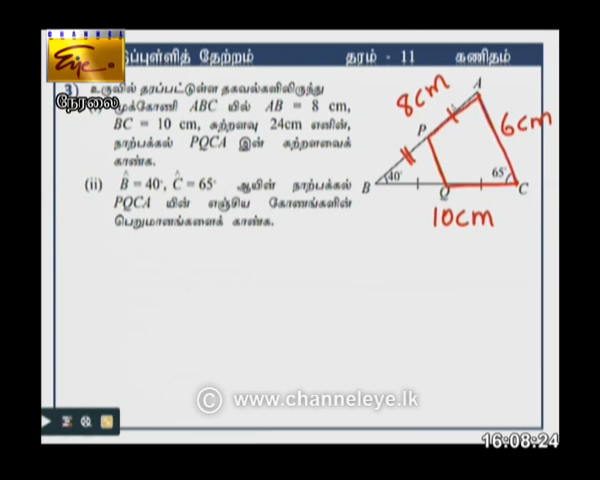 CHANNEL
Eye
நேரலை
டுப்புள்ளித் தேற்றம் தரம் - 11 கணிதம்
3) உருவில் தரப்பட்டுள்ள தகவல்களிலிருந்து
முக்கோணி ABC யில் AB = 8 cm,
BC = 10 cm, சுற்றளவு 24cm எனின்,
நாற்பக்கல் PQCA இன் சுற்றளவைக்
காண்க.
(ii) B̂ = 40°, Ĉ = 65° ஆயின் நாற்பக்கல்
PQCA யின் எஞ்சிய கோணங்களின்
பெறுமானங்களைக் காண்க.
A
8cm
P
6cm
B 40° 65° C
Q
10cm
© www.channeleye.lk
16:08:24